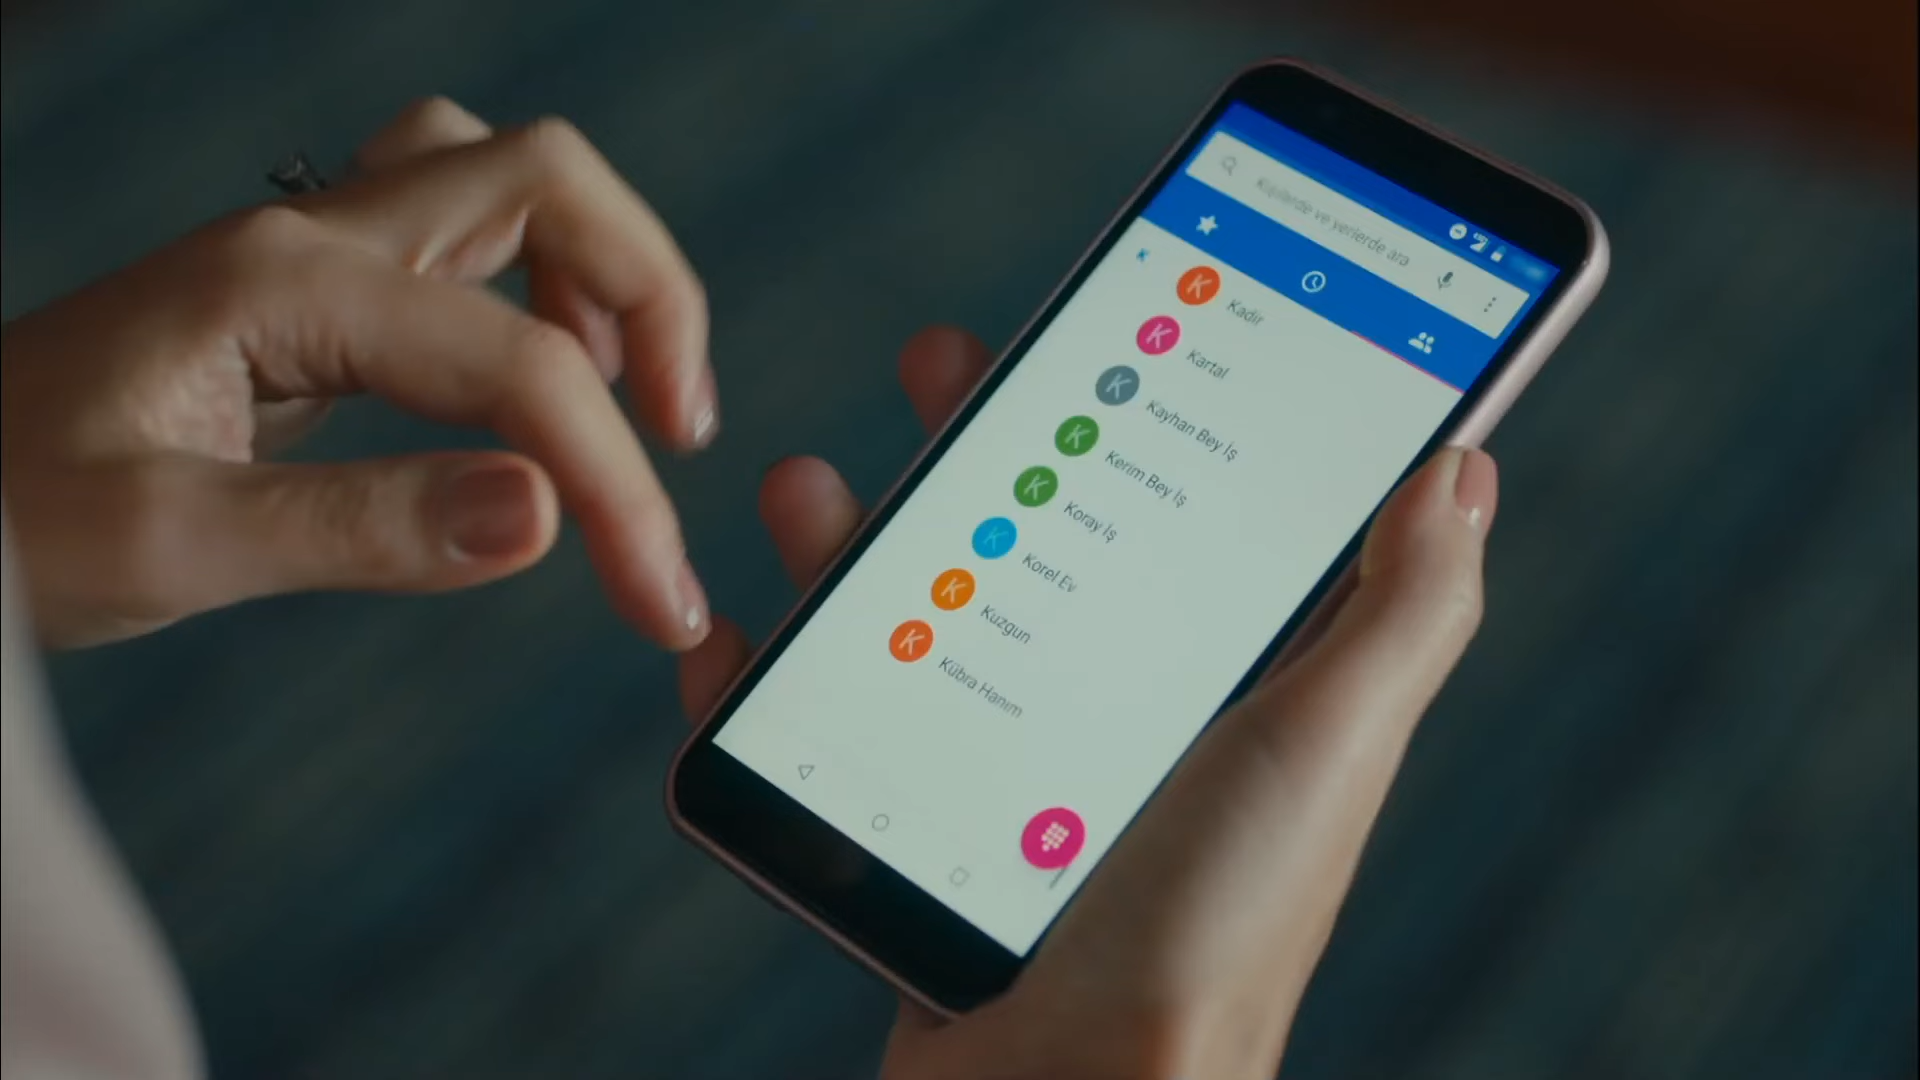 Kişilerde ve yerlerde ara
K
K
Kadir
K
Kartal
K
Kayhan Bey İş
K
Kerim Bey İş
K
Koray İş
K
Korel Ev
K
Kuzgun
K
Kübra Hanım